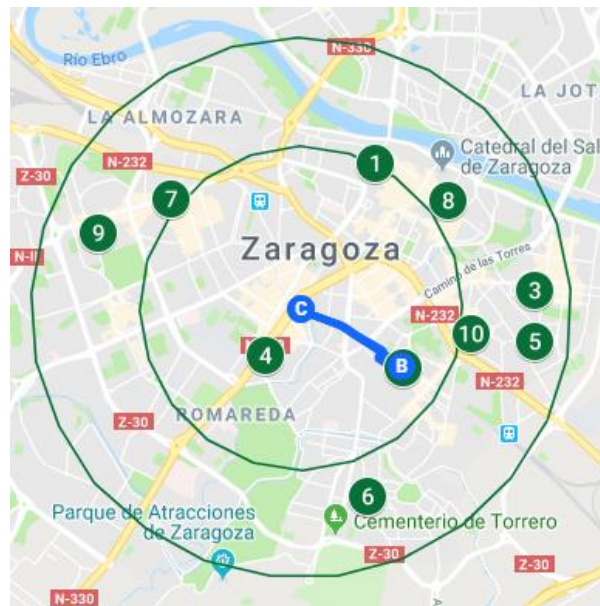 N-330
Río Ebro
LA JOT
LA ALMOZARA
Catedral del Sal
de Zaragoza
N-232
1
Z-30
7
8
9
N-II
Zaragoza
Camino de las Torres
3
C
N-232
10
5
4
B
N-232
ROMAREDA
Z-30
6
Parque de Atracciones
de Zaragoza
Cementerio de Torrero
Z-30
N-330